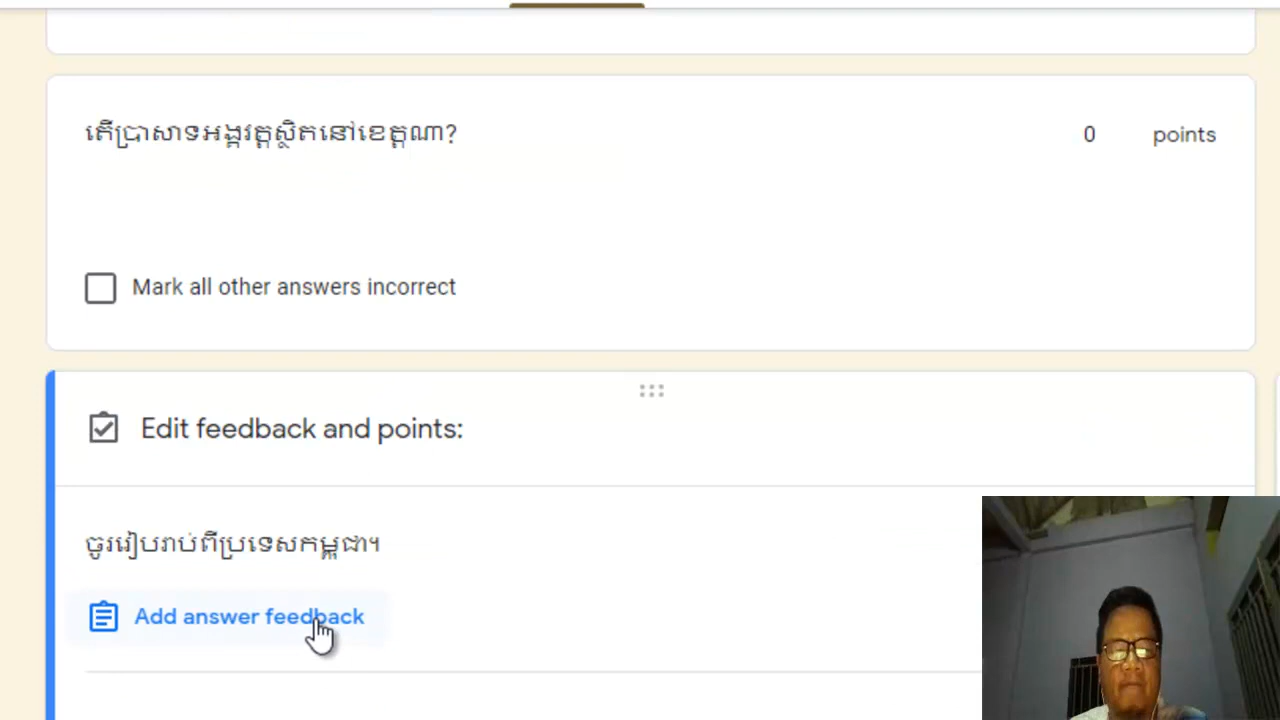 តើប្រាសាទអង្គវត្តស្ថិតនៅខេត្តណា?
0 points
Mark all other answers incorrect
Edit feedback and points:
ចូររៀបរាប់ពីប្រទេសកម្ពុជា។
Add answer feedback